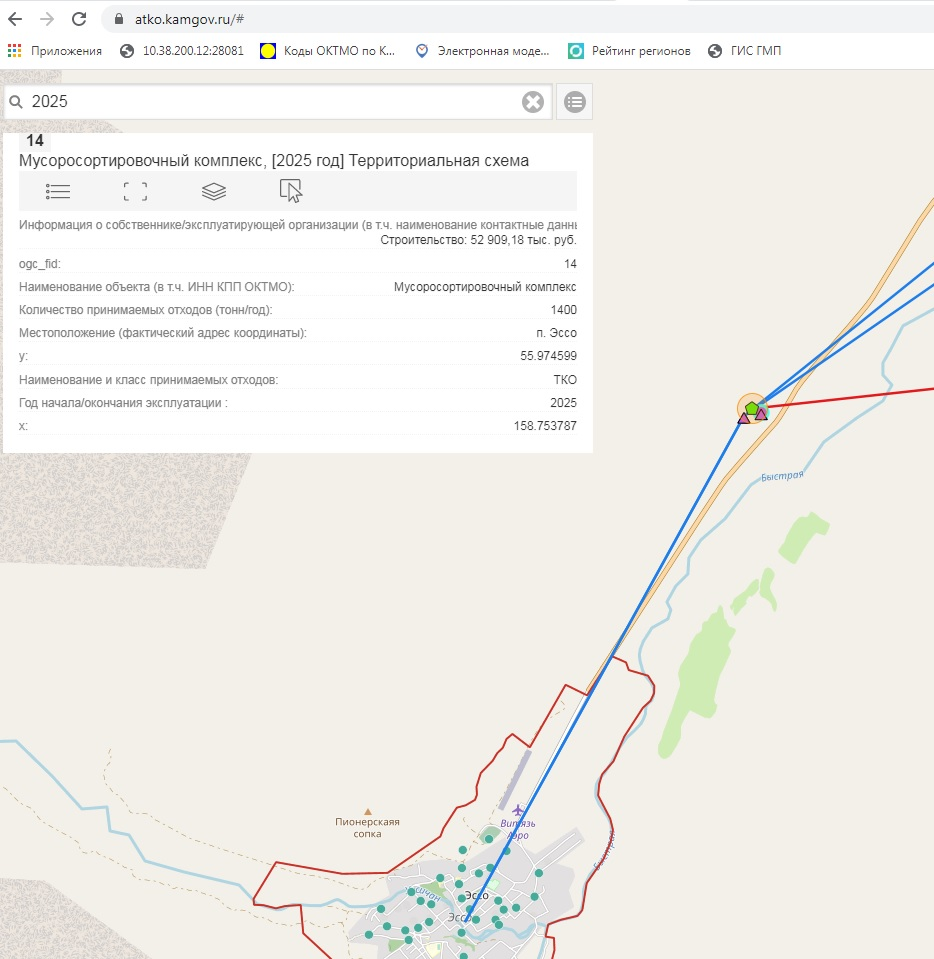 atko.kamgov.ru/#
Приложения 10.38.200.12:28081 Коды ОКТМО по К... Электронная моде... Рейтинг регионов ГИС ГМП
2025
14
Мусоросортировочный комплекс, [2025 год] Территориальная схема
Информация о собственнике/эксплуатирующей организации (в т.ч. наименование контактные данн
Строительство: 52 909,18 тыс. руб.
ogc_fid: 14
Наименование объекта (в т.ч. ИНН КПП ОКТМО): Мусоросортировочный комплекс
Количество принимаемых отходов (тонн/год): 1400
Местоположение (фактический адрес координаты): п. Эссо
y: 55.974599
Наименование и класс принимаемых отходов: ТКО
Год начала/окончания эксплуатации : 2025
x: 158.753787
Быстрая
Пионерская
сопка
Витязь
Аэро
Быстрая
Эссо
Эссо